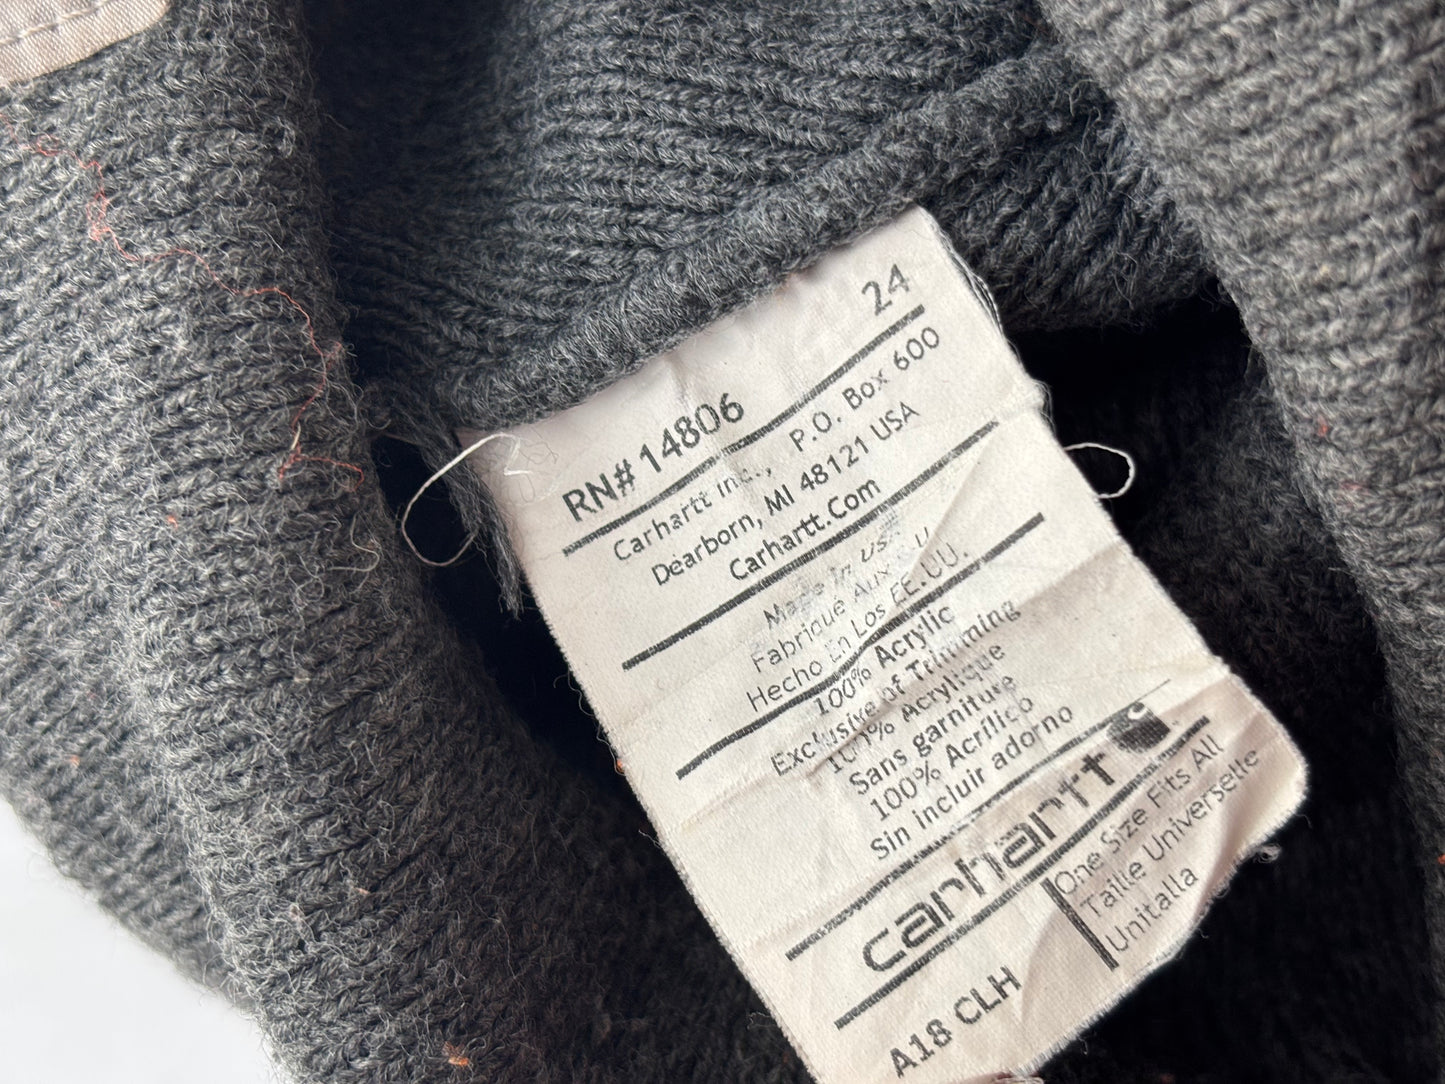 RN# 14806 24
Carhartt Inc., P.O. Box 600
Dearborn, MI 48121 USA
Carhartt.Com
Made In
Fabriqué Aux
Hecho En Los EE.UU.
100% Acrylic
Exclusive of Trimming
100% Acrylique
Sans garniture
100% Acrílico
Sin incluir adorno
carhartt
A18 CLH
One Size Fits All
Taille Universelle
Unitalla